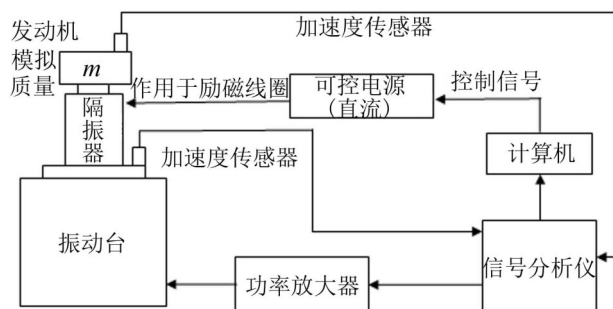 发动机
模拟
质量
m
隔
振
器
振动台
加速度传感器
作用于励磁线圈
可控电源
(直流)
控制信号
加速度传感器
计算机
信号分析仪
功率放大器